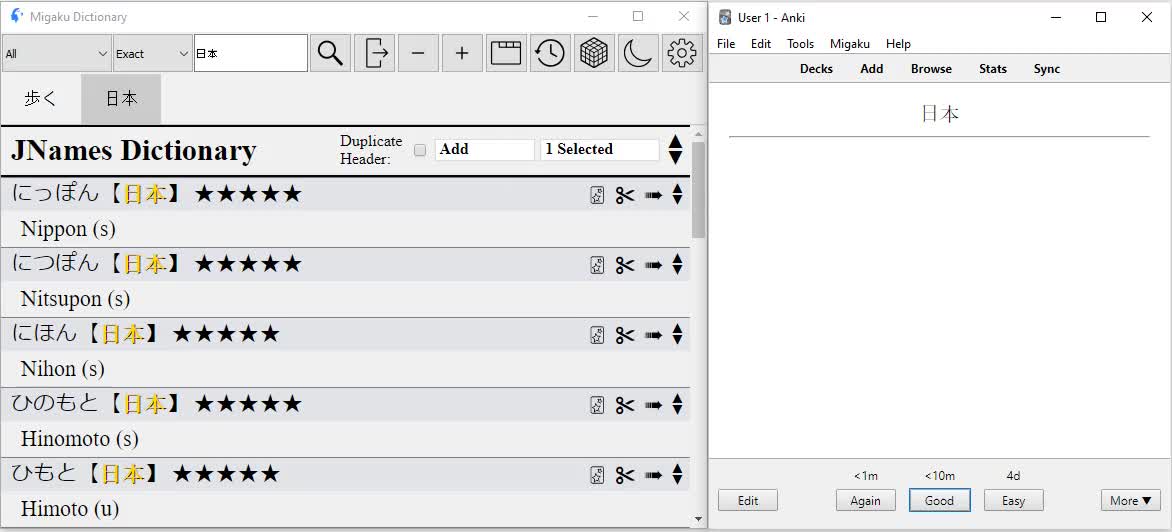 Migaku Dictionary
All Exact 日本
歩く 日本
JNames Dictionary
Duplicate Header: Add 1 Selected
にっぽん【日本】★★★★★
Nippon (s)
につぽん【日本】★★★★★
Nitsupon (s)
にほん【日本】★★★★★
Nihon (s)
ひのもと【日本】★★★★★
Hinomoto (s)
ひもと【日本】★★★★★
Himoto (u)
User 1 - Anki
File Edit Tools Migaku Help
Decks Add Browse Stats Sync
日本
<1m <10m 4d
Edit Again Good Easy More ▼